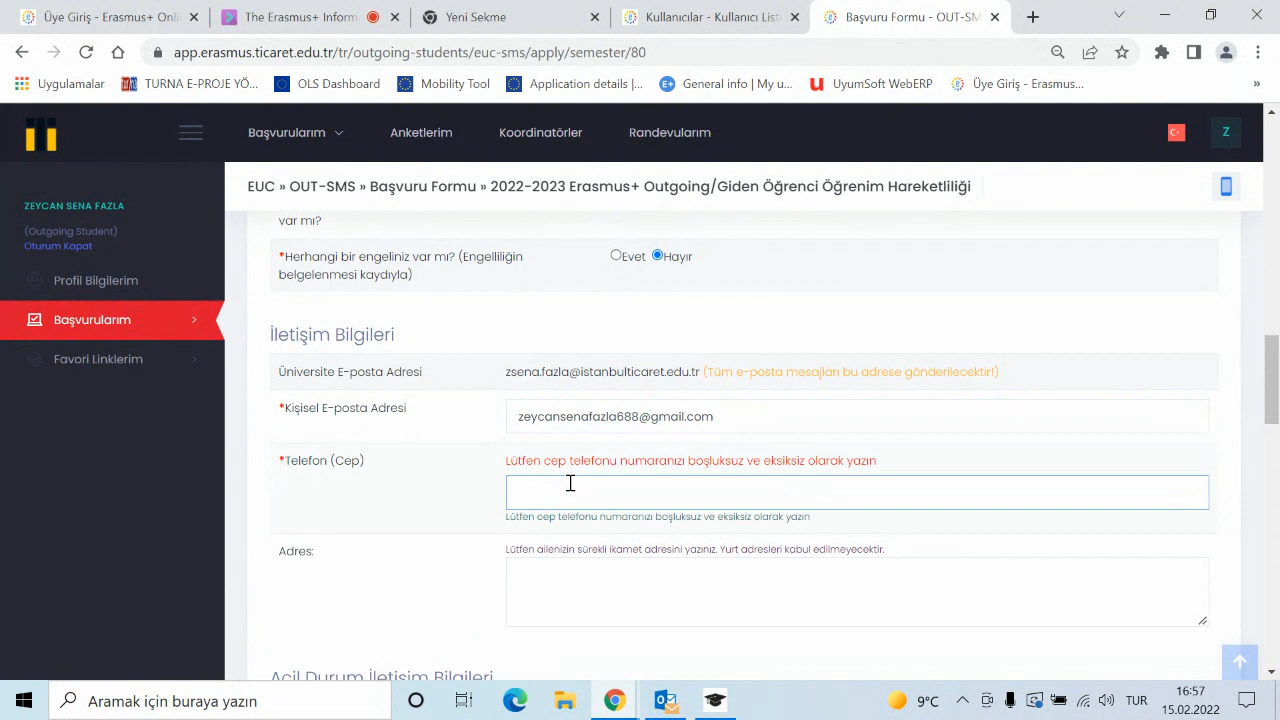 Üye Giriş - Erasmus+ Onli
The Erasmus+ - Inform
Yeni Sekme
Kullanıcılar - Kullanıcı List
Başvuru Formu - OUT-SM
app.erasmus.ticaret.edu.tr/tr/outgoing-students/euc-sms/apply/semester/80
Uygulamalar
TURNA E-PROJE YÖ...
OLS Dashboard
Mobility Tool
Application details |...
General info | My u...
UyumSoft WebERP
Üye Giriş - Erasmus...
»
Başvurularım
Anketlerim
Koordinatörler
Randevularım
Z
EUC » OUT-SMS » Başvuru Formu » 2022-2023 Erasmus+ Outgoing/Giden Öğrenci Öğrenim Hareketliliği
ZEYCAN SENA FAZLA
(Outgoing Student)
Oturum Kapat
Profil Bilgilerim
Başvurularım
Favori Linklerim
var mı?
*Herhangi bir engeliniz var mı? (Engelliliğin
belgelenmesi kaydıyla)
Evet Hayır
İletişim Bilgileri
Üniversite E-posta Adresi
zsena.fazla@istanbulticaret.edu.tr (Tüm e-posta mesajları bu adrese gönderilecektir!)
*Kişisel E-posta Adresi
zeycansenafazla688@gmail.com
*Telefon (Cep)
Lütfen cep telefonu numaranızı boşluksuz ve eksiksiz olarak yazın
Lütfen cep telefonu numaranızı boşluksuz ve eksiksiz olarak yazın
Adres:
Lütfen ailenizin sürekli ikamet adresini yazınız. Yurt adresleri kabul edilmeyecektir.
Acil Durum İletişim Bilgileri
Aramak için buraya yazın
9°C
TUR
16:57
15.02.2022